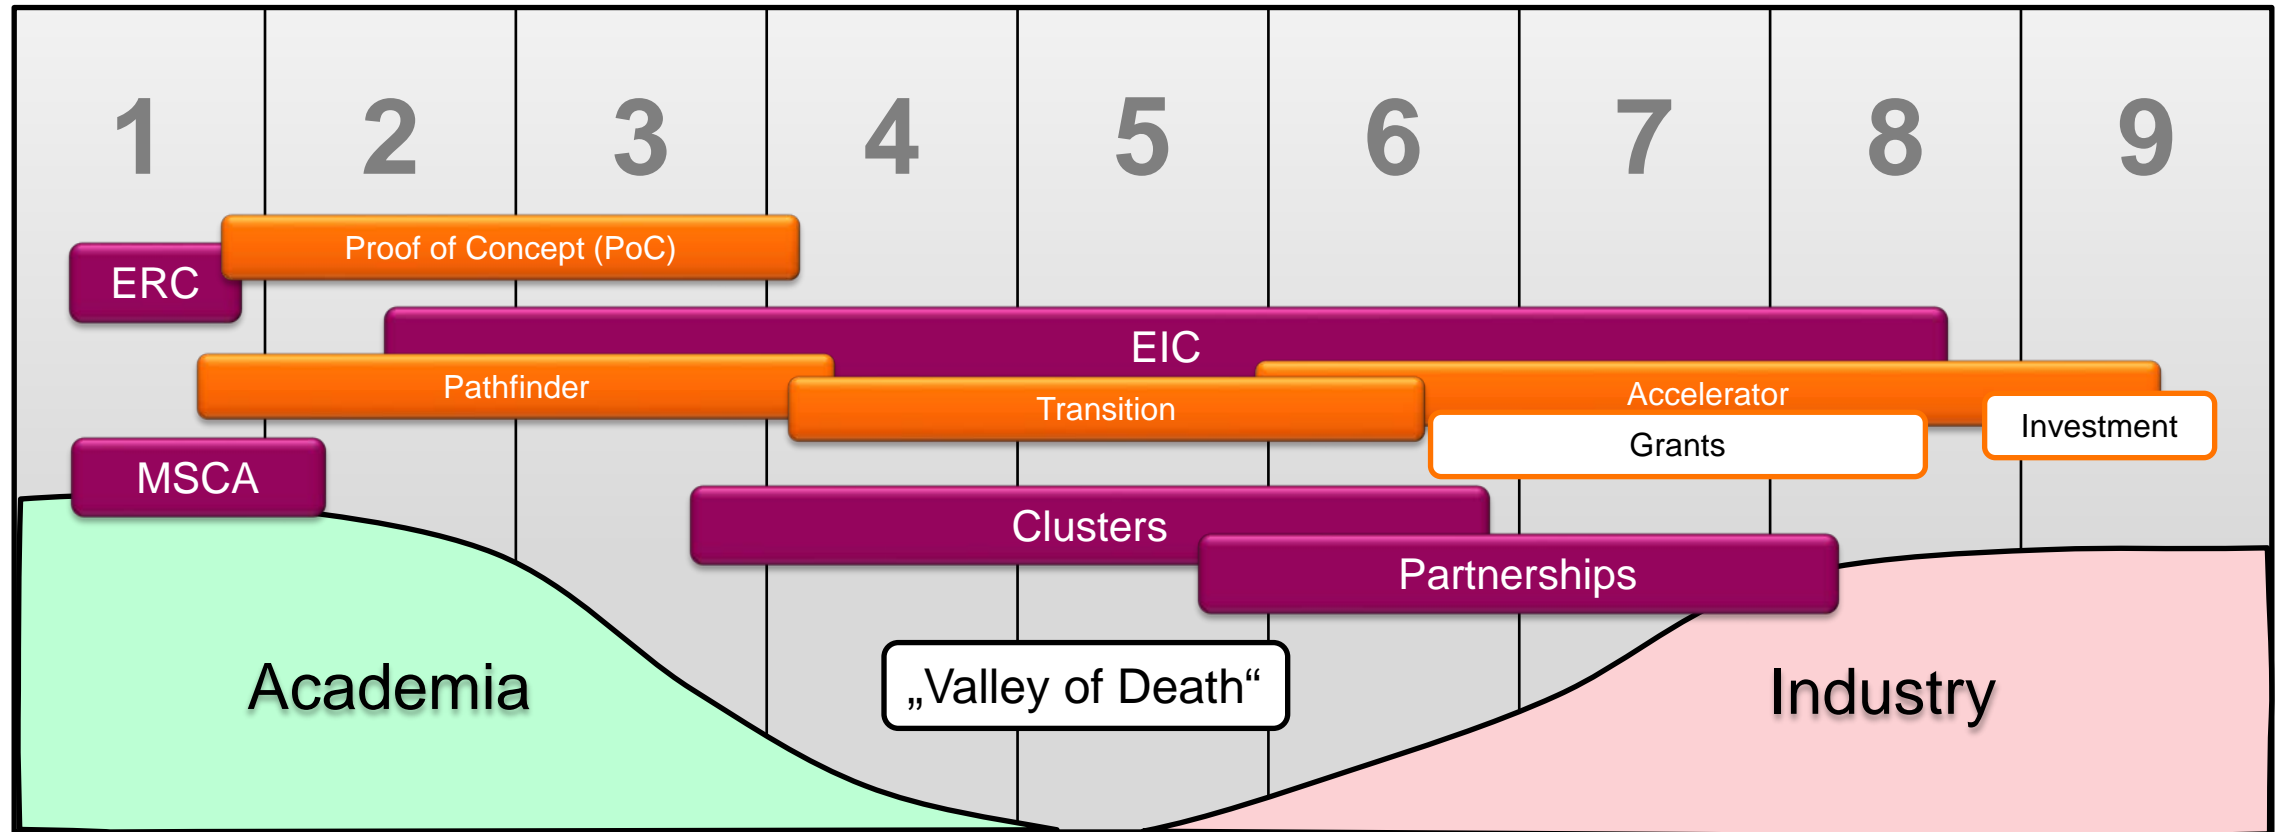 1 2 3 4 5 6 7 8 9
Proof of Concept (PoC)
ERC
EIC
Pathfinder
Accelerator
Transition
Investment
Grants
MSCA
Clusters
Partnerships
Academia
„Valley of Death“
Industry